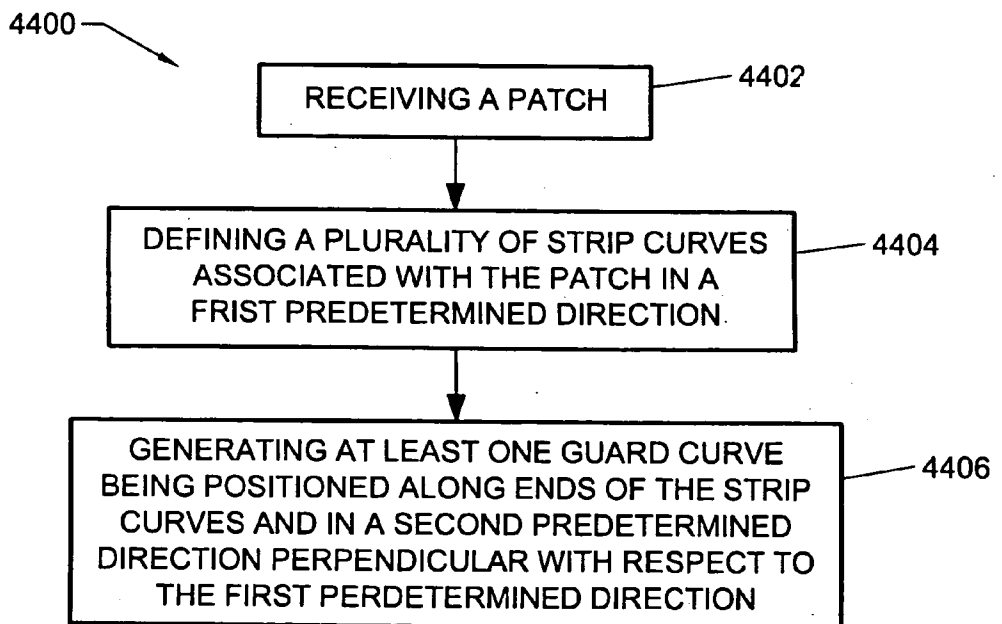 4400
RECEIVING A PATCH
4402
DEFINING A PLURALITY OF STRIP CURVES
ASSOCIATED WITH THE PATCH IN A
FRIST PREDETERMINED DIRECTION.
4404
GENERATING AT LEAST ONE GUARD CURVE
BEING POSITIONED ALONG ENDS OF THE STRIP
CURVES AND IN A SECOND PREDETERMINED
DIRECTION PERPENDICULAR WITH RESPECT TO
THE FIRST PERDETERMINED DIRECTION
4406